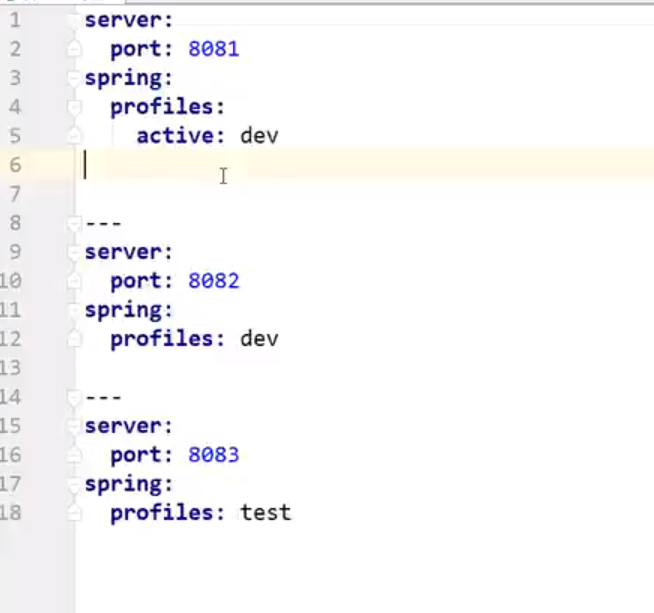 1 server:
2   port: 8081
3 spring:
4   profiles:
5     active: dev
6
7
8 ---
9 server:
10   port: 8082
11 spring:
12   profiles: dev
13
14 ---
15 server:
16   port: 8083
17 spring:
18   profiles: test